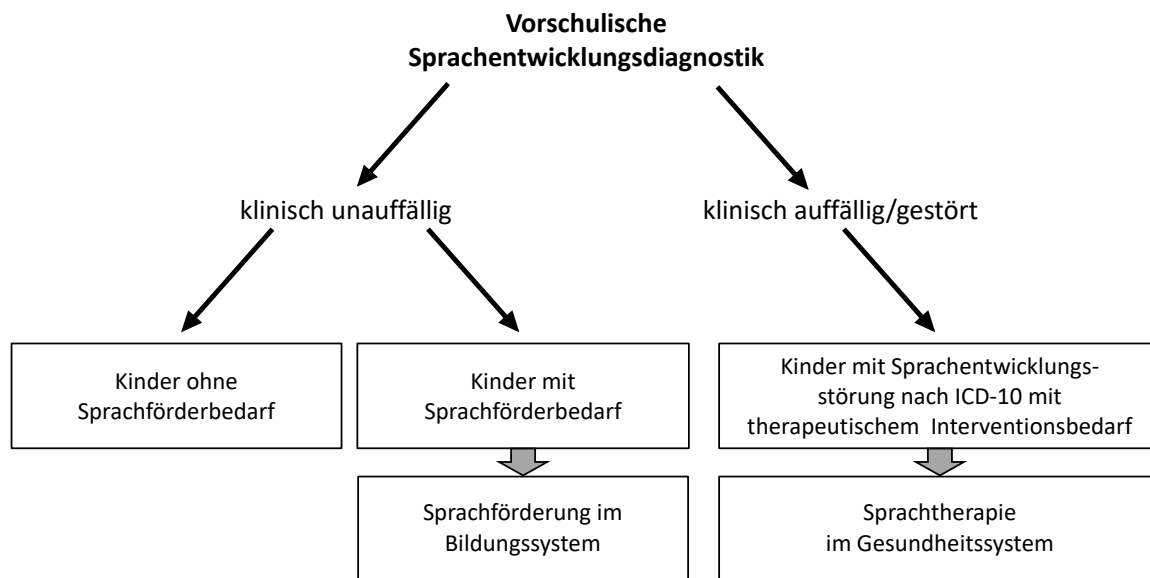 Vorschulische
Sprachentwicklungsdiagnostik
klinisch unauffällig
klinisch auffällig/gestört
Kinder ohne
Sprachförderbedarf
Kinder mit
Sprachförderbedarf
Kinder mit Sprachentwicklungs-
störung nach ICD-10 mit
therapeutischem Interventionsbedarf
Sprachförderung im
Bildungssystem
Sprachtherapie
im Gesundheitssystem